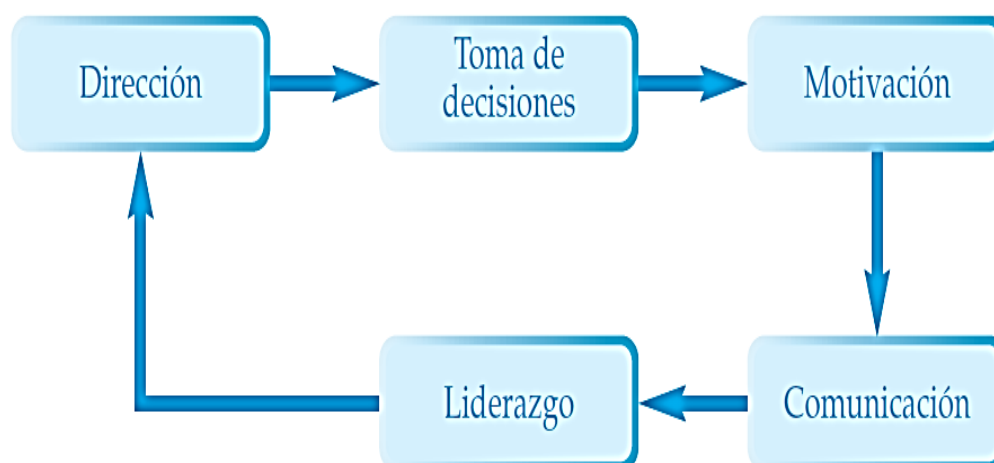 Dirección
Toma de
decisiones
Motivación
Liderazgo
Comunicación